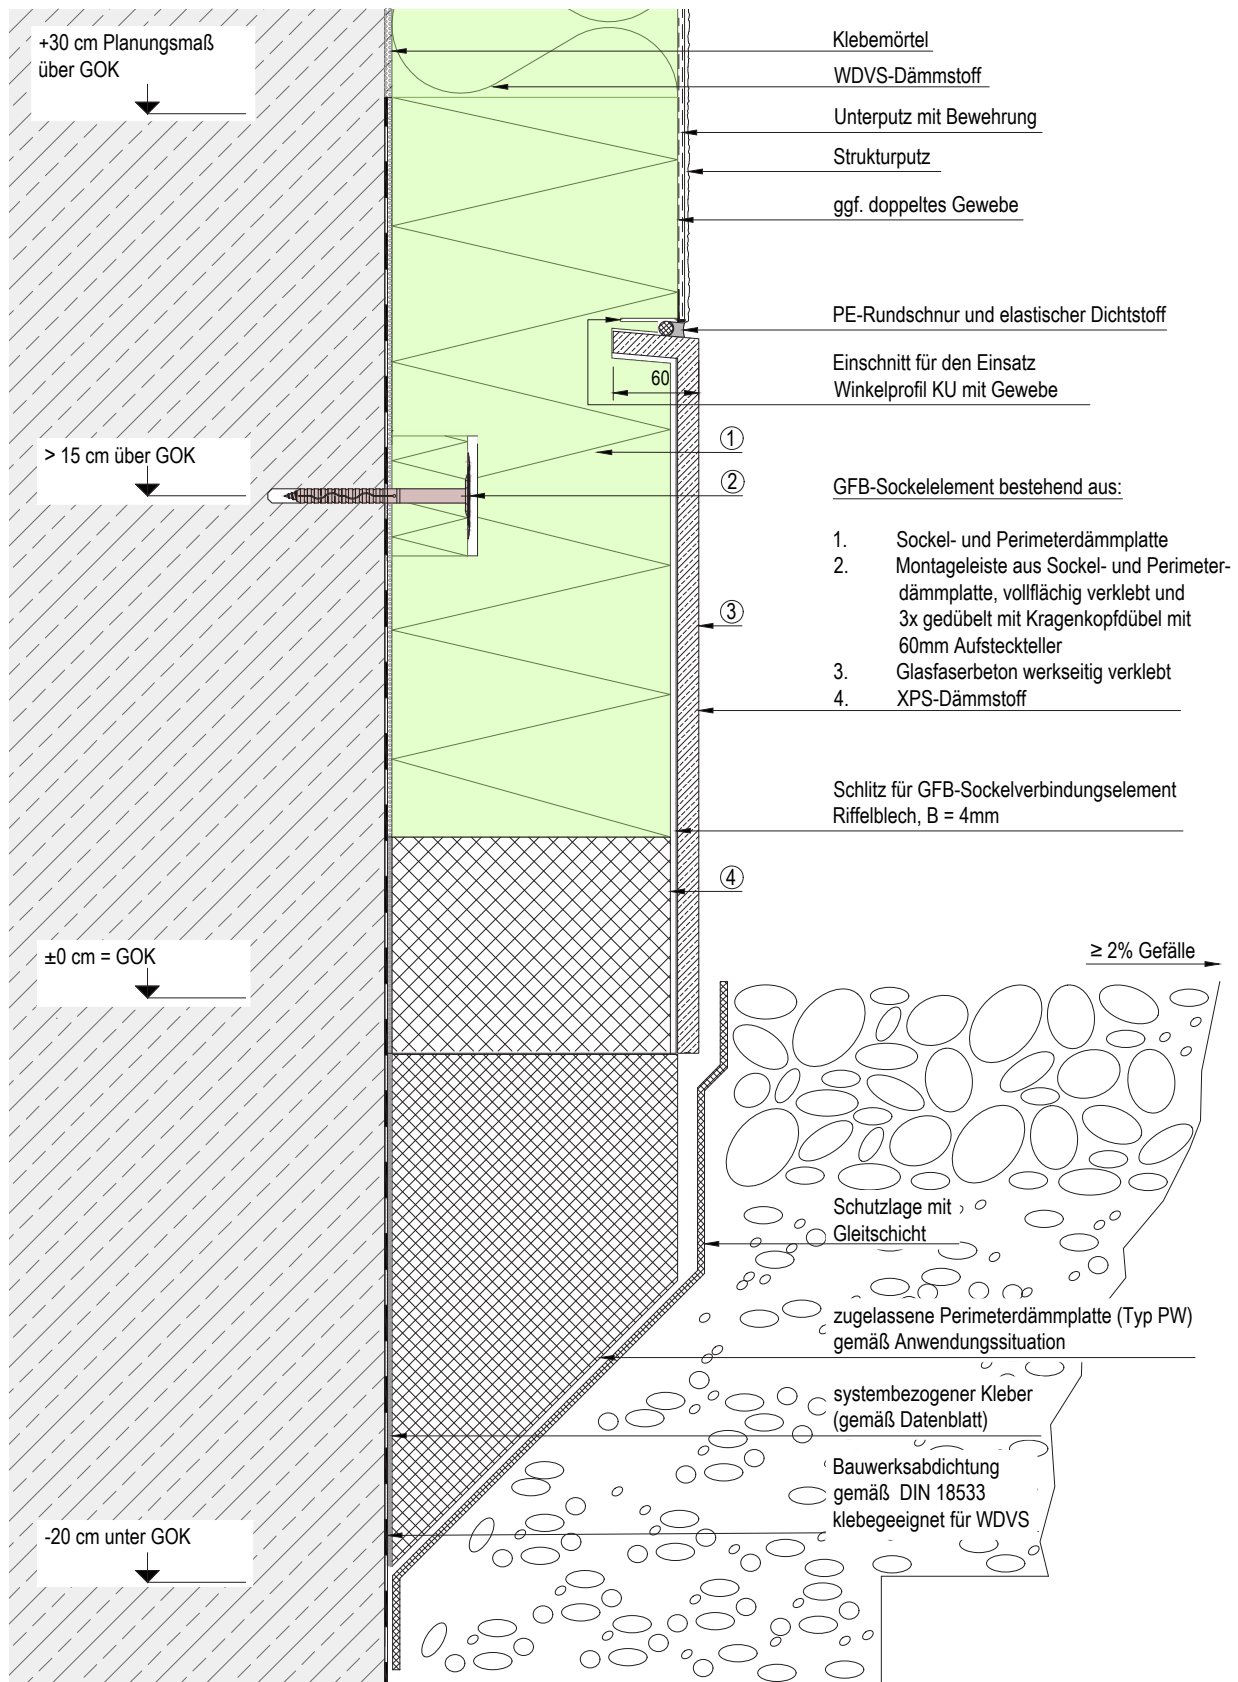 +30 cm Planungsmaß
über GOK
Klebemörtel
WDVS-Dämmstoff
Unterputz mit Bewehrung
Strukturputz
ggf. doppeltes Gewebe
PE-Rundschnur und elastischer Dichtstoff
Einschnitt für den Einsatz
Winkelprofil KU mit Gewebe
60
> 15 cm über GOK
1
2
GFB-Sockelelement bestehend aus:
1. Sockel- und Perimeterdämmplatte
2. Montageleiste aus Sockel- und Perimeter-
dämmplatte, vollflächig verklebt und
3x gedübelt mit Kragenkopfdübel mit
60mm Aufsteckteller
3. Glasfaserbeton werkseitig verklebt
4. XPS-Dämmstoff
3
Schlitz für GFB-Sockelverbindungselement
Riffelblech, B = 4mm
4
±0 cm = GOK
≥ 2% Gefälle
Schutzlage mit
Gleitschicht
zugelassene Perimeterdämmplatte (Typ PW)
gemäß Anwendungssituation
systembezogener Kleber
(gemäß Datenblatt)
Bauwerksabdichtung
gemäß DIN 18533
klebegeeignet für WDVS
-20 cm unter GOK